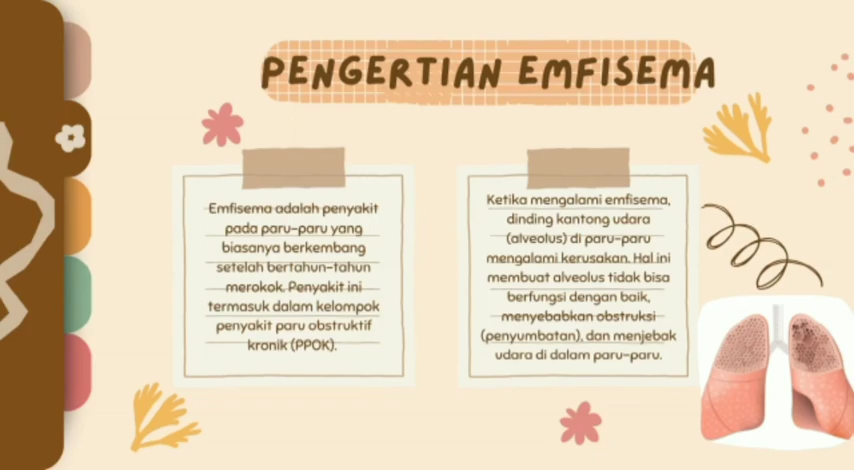 PENGERTIAN EMFISEMA
Emfisema adalah penyakit
pada paru-paru yang
biasanya berkembang
setelah bertahun-tahun
merokok. Penyakit ini
termasuk dalam kelompok
penyakit paru obstruktif
kronik (PPOK).
Ketika mengalami emfisema,
dinding kantong udara
(alveolus) di paru-paru
mengalami kerusakan. Hal ini
membuat alveolus tidak bisa
berfungsi dengan baik,
menyebabkan obstruksi
(penyumbatan), dan menjebak
udara di dalam paru-paru.